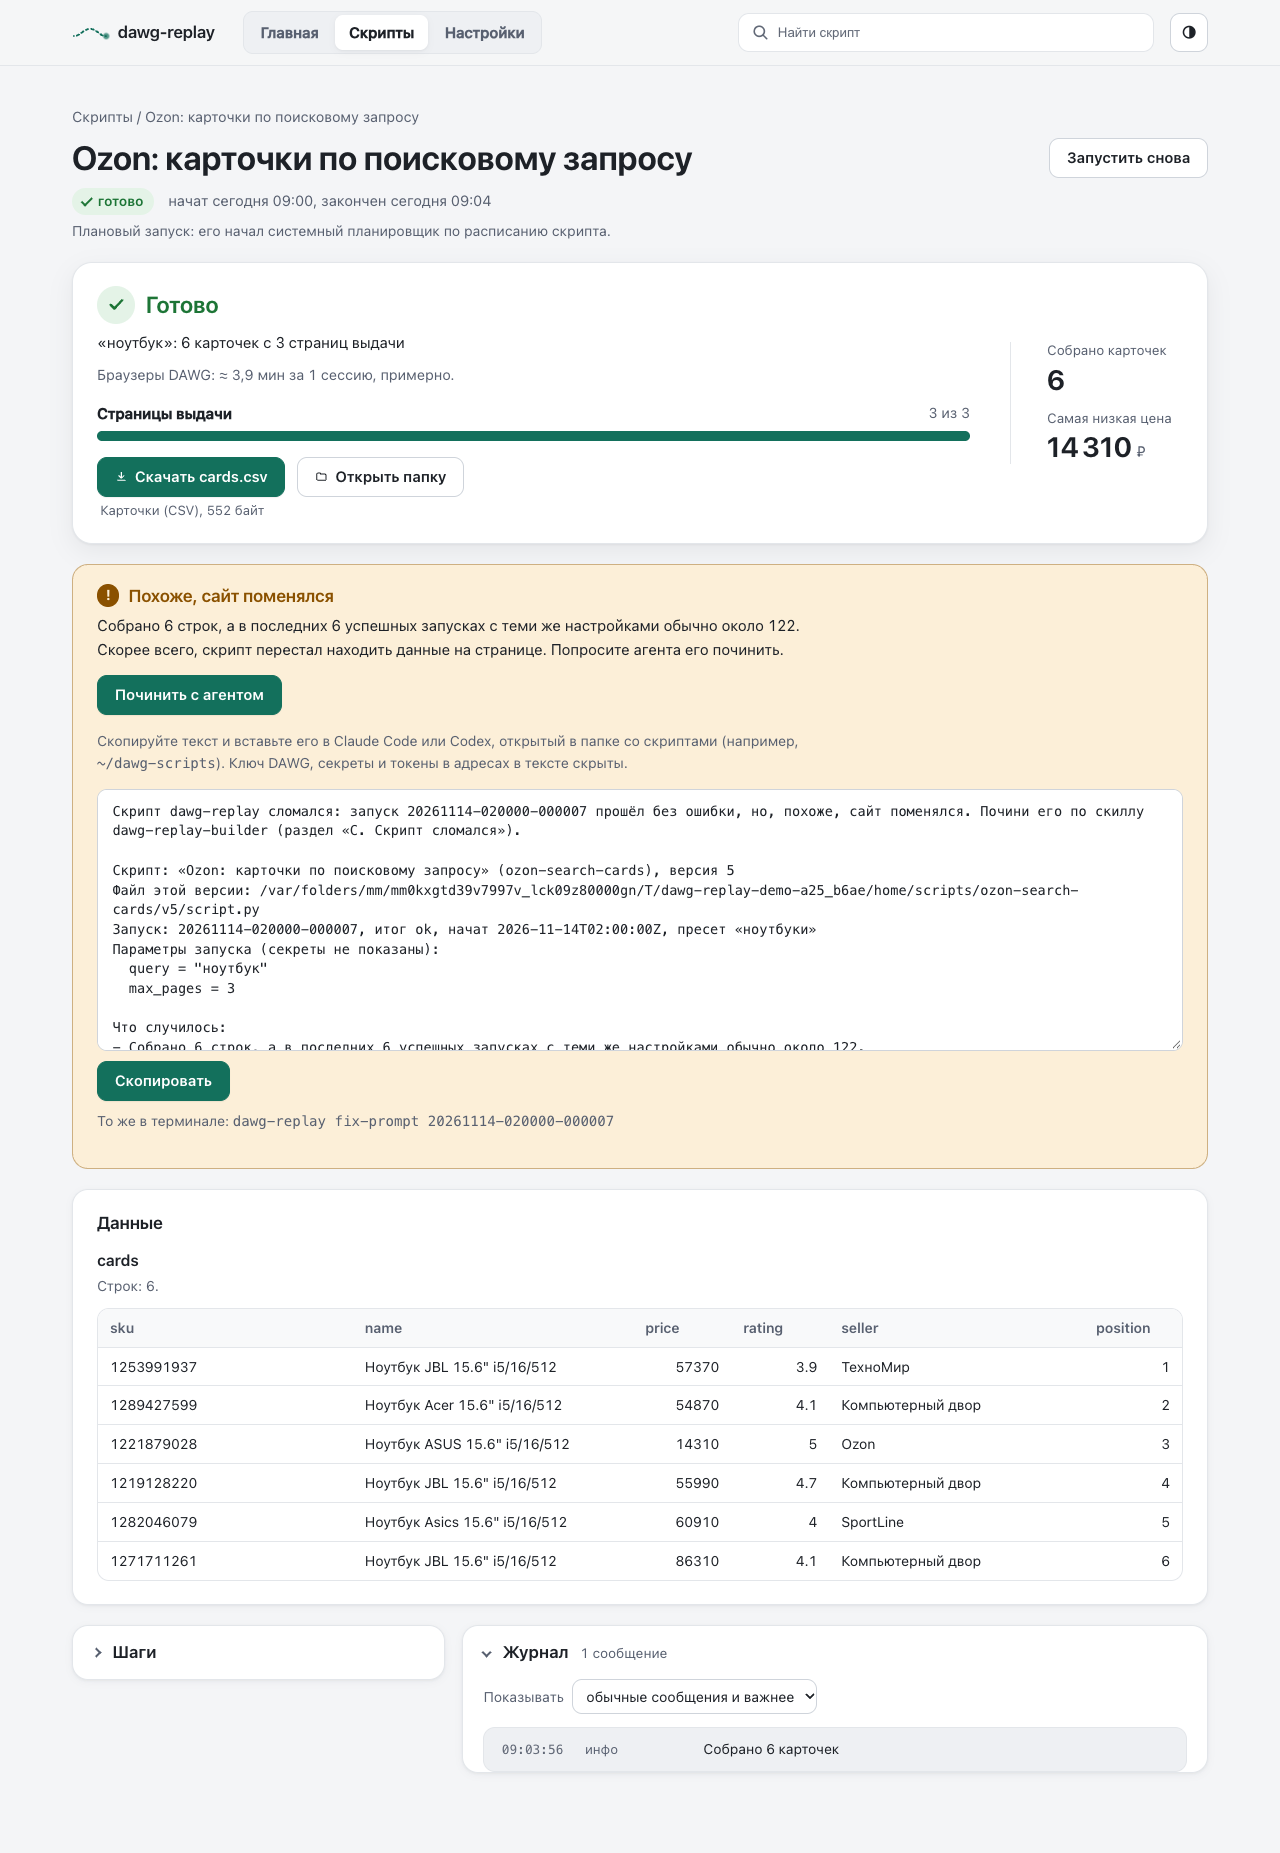 dawg-replay
Главная
Скрипты
Настройки
Найти скрипт
Скрипты / Ozon: карточки по поисковому запросу
Ozon: карточки по поисковому запросу
Запустить снова
готово
начат сегодня 09:00, закончен сегодня 09:04
Плановый запуск: его начал системный планировщик по расписанию скрипта.
Готово
«ноутбук»: 6 карточек с 3 страниц выдачи
Браузеры DAWG: ≈ 3,9 мин за 1 сессию, примерно.
Страницы выдачи
3 из 3
Скачать cards.csv
Открыть папку
Карточки (CSV), 552 байт
Собрано карточек
6
Самая низкая цена
14 310 ₽
Похоже, сайт поменялся
Собрано 6 строк, а в последних 6 успешных запусках с теми же настройками обычно около 122.
Скорее всего, скрипт перестал находить данные на странице. Попросите агента его починить.
Починить с агентом
Скопируйте текст и вставьте его в Claude Code или Codex, открытый в папке со скриптами (например,
~/dawg-scripts). Ключ DAWG, секреты и токены в адресах в тексте скрыты.
Скрипт dawg-replay сломался: запуск 20261114-020000-000007 прошёл без ошибки, но, похоже, сайт поменялся. Почини его по скиллу
dawg-replay-builder (раздел «C. Скрипт сломался»).
Скрипт: «Ozon: карточки по поисковому запросу» (ozon-search-cards), версия 5
Файл этой версии: /var/folders/mm/mm0kxgtd39v7997v_lck09z80000gn/T/dawg-replay-demo-a25_b6ae/home/scripts/ozon-search-
cards/v5/script.py
Запуск: 20261114-020000-000007, итог ok, начат 2026-11-14T02:00:00Z, пресет «ноутбуки»
Параметры запуска (секреты не показаны):
query = "ноутбук"
max_pages = 3
Что случилось:
- Собрано 6 строк, а в последних 6 успешных запусках с теми же настройками обычно около 122.
Скопировать
То же в терминале: dawg-replay fix-prompt 20261114-020000-000007
Данные
cards
Строк: 6.
sku name price rating seller position
1253991937 Ноутбук JBL 15.6" i5/16/512 57370 3.9 ТехноМир 1
1289427599 Ноутбук Acer 15.6" i5/16/512 54870 4.1 Компьютерный двор 2
1221879028 Ноутбук ASUS 15.6" i5/16/512 14310 5 Ozon 3
1219128220 Ноутбук JBL 15.6" i5/16/512 55990 4.7 Компьютерный двор 4
1282046079 Ноутбук Asics 15.6" i5/16/512 60910 4 SportLine 5
1271711261 Ноутбук JBL 15.6" i5/16/512 86310 4.1 Компьютерный двор 6
Шаги
Журнал 1 сообщение
Показывать обычные сообщения и важнее
09:03:56 инфо Собрано 6 карточек